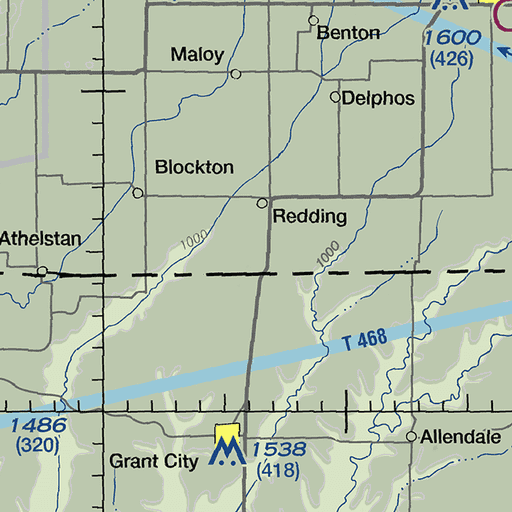 Benton
1600
(426)
Maloy
Delphos
Blockton
Redding
Athelstan
1000
1000
T 468
1486
(320)
1538
(418)
Allendale
Grant City